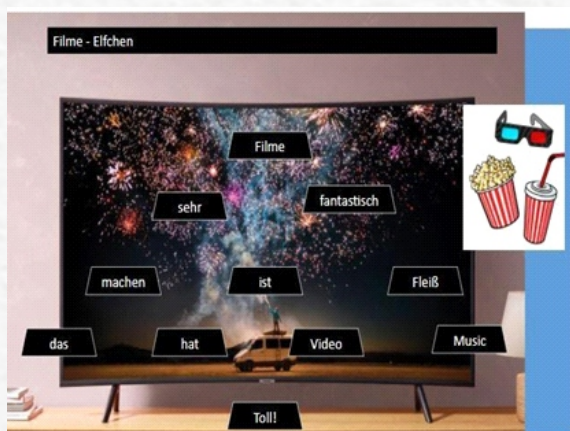 Filme - Elfchen
Filme
sehr fantastisch
machen ist Fleiß
das hat Video Music
Toll!